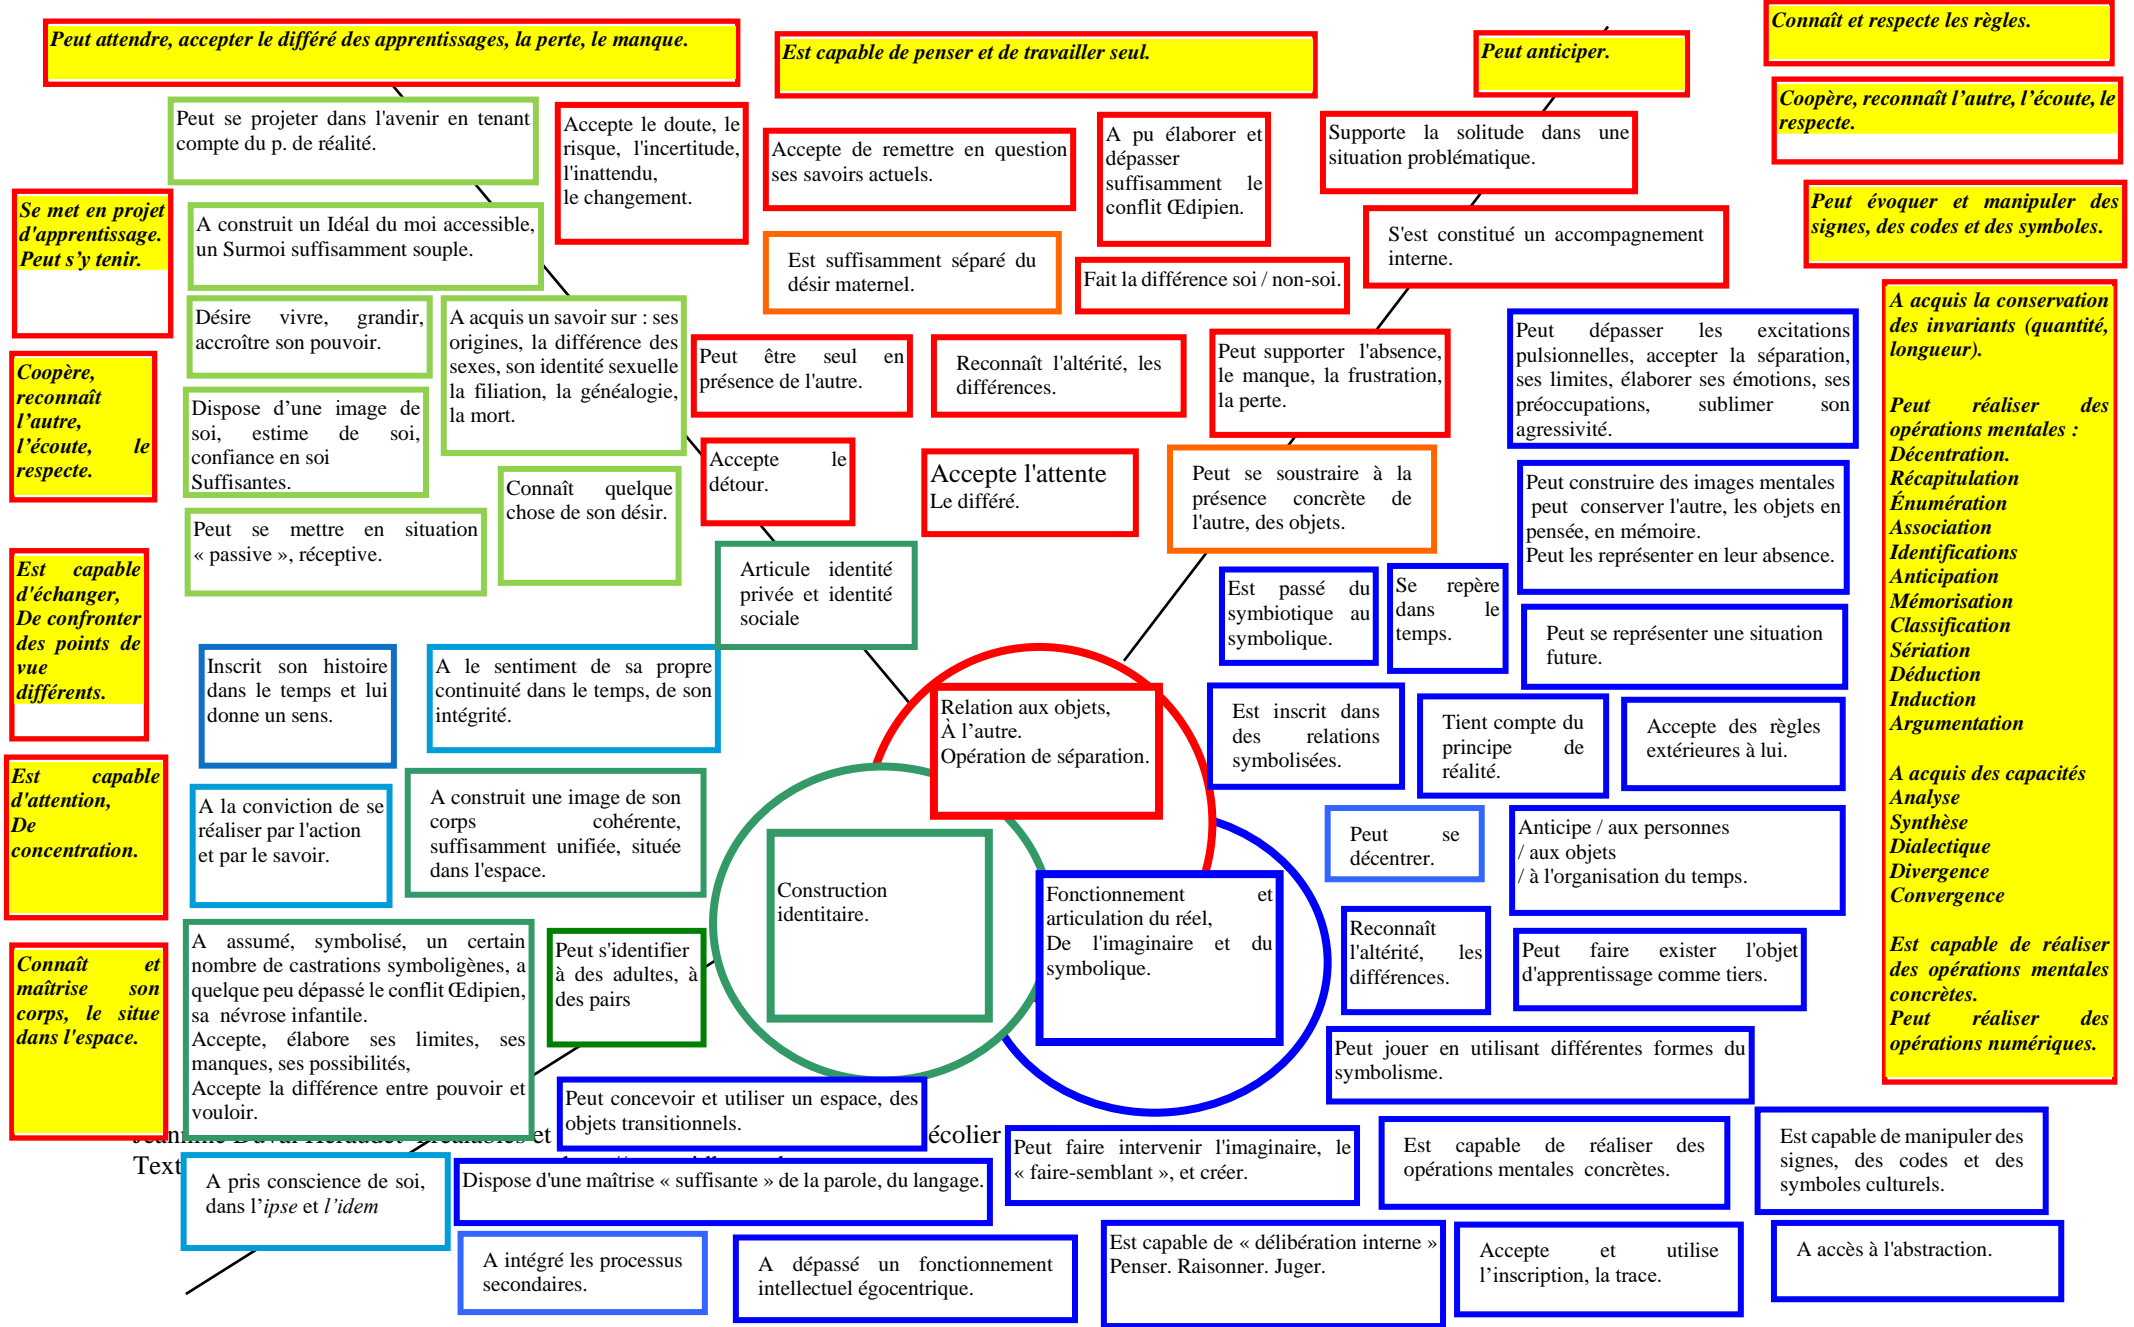 Peut attendre, accepter le différé des apprentissages, la perte, le manque.
Est capable de penser et de travailler seul.
Peut anticiper.
Connaît et respecte les règles.
Coopère, reconnaît l’autre, l’écoute, le
respecte.
Peut évoquer et manipuler des
signes, des codes et des symboles.
Peut se projeter dans l'avenir en tenant
compte du p. de réalité.
Accepte le doute, le
risque, l'incertitude,
l'inattendu,
le changement.
Accepte de remettre en question
ses savoirs actuels.
A pu élaborer et
dépasser
suffisamment le
conflit Œdipien.
Supporte la solitude dans une
situation problématique.
Se met en projet
d'apprentissage.
Peut s’y tenir.
A construit un Idéal du moi accessible,
un Surmoi suffisamment souple.
Est suffisamment séparé du
désir maternel.
Fait la différence soi / non-soi.
S'est constitué un accompagnement
interne.
Désire vivre, grandir,
accroître son pouvoir.
A acquis un savoir sur : ses
origines, la différence des
sexes, son identité sexuelle
la filiation, la généalogie,
la mort.
Peut être seul en
présence de l'autre.
Reconnaît l'altérité, les
différences.
Peut supporter l'absence,
le manque, la frustration,
la perte.
Peut dépasser les excitations
pulsionnelles, accepter la séparation,
ses limites, élaborer ses émotions, ses
préoccupations, sublimer son
agressivité.
A acquis la conservation
des invariants (quantité,
longueur).
Peut réaliser des
opérations mentales :
Décentration.
Récapitulation
Énumération
Association
Identifications
Anticipation
Mémorisation
Classification
Sériation
Déduction
Induction
Argumentation
A acquis des capacités
Analyse
Synthèse
Dialectique
Divergence
Convergence
Est capable de réaliser
des opérations mentales
concrètes.
Peut réaliser des
opérations numériques.
Coopère,
reconnaît
l’autre,
l’écoute, le
respecte.
Dispose d’une image de
soi, estime de soi,
confiance en soi
Suffisantes.
Connaît quelque
chose de son désir.
Accepte le
détour.
Accepte l'attente
Le différé.
Peut se soustraire à la
présence concrète de
l'autre, des objets.
Peut construire des images mentales
peut conserver l'autre, les objets en
pensée, en mémoire.
Peut les représenter en leur absence.
Peut se mettre en situation
« passive », réceptive.
Est capable
d'échanger,
De confronter
des points de
vue
différents.
Articule identité
privée et identité
sociale
Est passé du
symbiotique au
symbolique.
Se repère
dans le
temps.
Peut se représenter une situation
future.
Inscrit son histoire
dans le temps et lui
donne un sens.
A le sentiment de sa propre
continuité dans le temps, de son
intégrité.
Relation aux objets,
À l’autre.
Opération de séparation.
Est inscrit dans
des relations
symbolisées.
Tient compte du
principe de
réalité.
Accepte des règles
extérieures à lui.
Est capable
d'attention,
De
concentration.
A la conviction de se
réaliser par l'action
et par le savoir.
A construit une image de son
corps cohérente,
suffisamment unifiée, située
dans l'espace.
Construction
identitaire.
Fonctionnement et
articulation du réel,
De l'imaginaire et du
symbolique.
Peut se
décentrer.
Anticipe / aux personnes
/ aux objets
/ à l'organisation du temps.
Connaît et
maîtrise son
corps, le situe
dans l'espace.
A assumé, symbolisé, un certain
nombre de castrations symboligènes, a
quelque peu dépassé le conflit Œdipien,
sa névrose infantile.
Accepte, élabore ses limites, ses
manques, ses possibilités,
Accepte la différence entre pouvoir et
vouloir.
Peut s'identifier
à des adultes, à
des pairs
Reconnaît
l'altérité, les
différences.
Peut faire exister l'objet
d'apprentissage comme tiers.
Peut jouer en utilisant différentes formes du
symbolisme.
Peut concevoir et utiliser un espace, des
objets transitionnels.
et écolier
Text
Peut faire intervenir l'imaginaire, le
« faire-semblant », et créer.
Est capable de réaliser des
opérations mentales concrètes.
Est capable de manipuler des
signes, des codes et des
symboles culturels.
A pris conscience de soi,
dans l’ipse et l’idem
Dispose d'une maîtrise « suffisante » de la parole, du langage.
A intégré les processus
secondaires.
A dépassé un fonctionnement
intellectuel égocentrique.
Est capable de « délibération interne »
Penser. Raisonner. Juger.
Accepte et utilise
l’inscription, la trace.
A accès à l'abstraction.